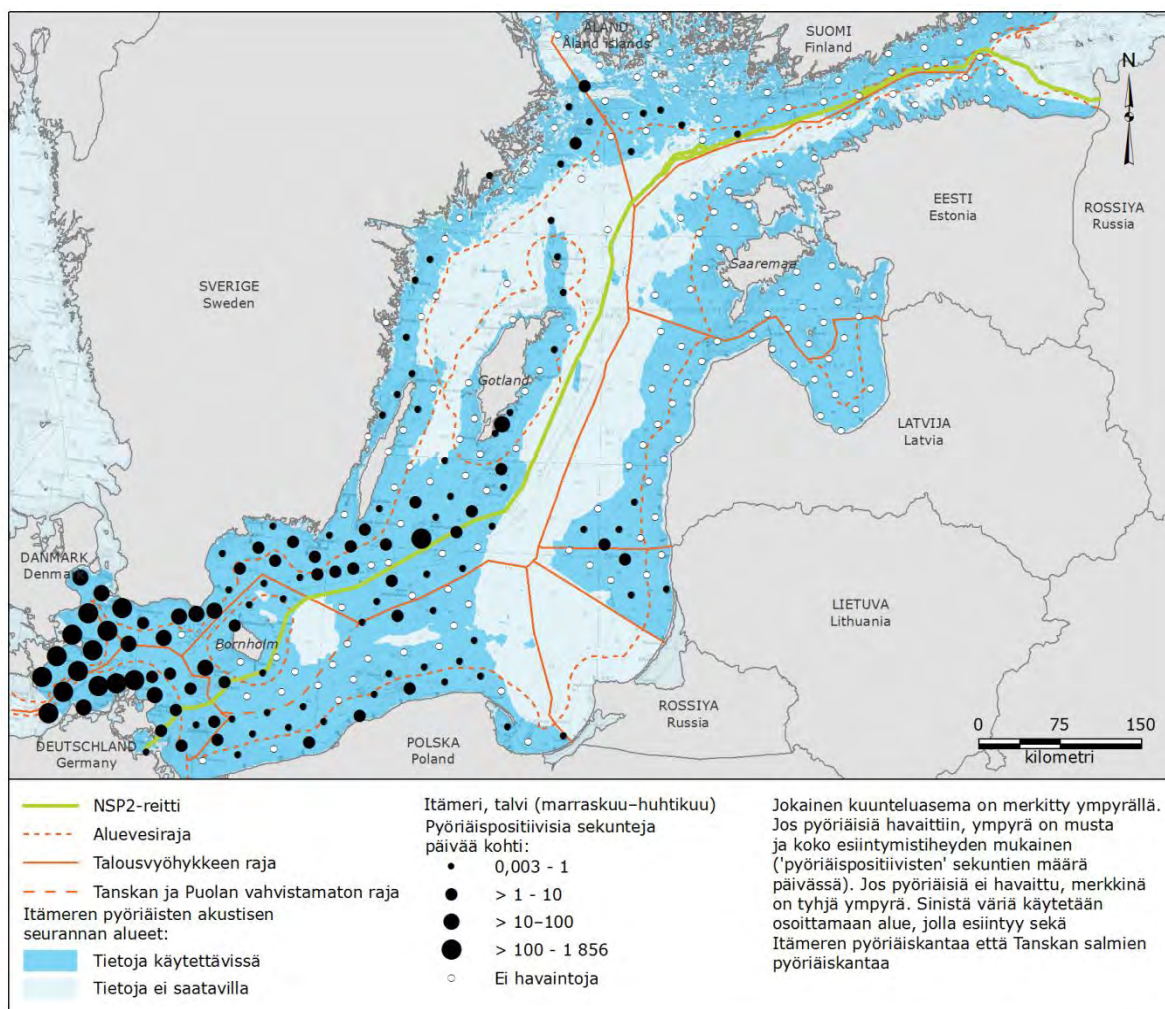 ÅLAND
Åland islands
SUOMI
Finland
N
EESTI
Estonia
ROSSIYA
Russia
SVERIGE
Sweden
Saaremaa
Gotland
LATVIJA
Latvia
DANMARK
Denmark
LIETUVA
Lithuania
Bornholm
ROSSIYA
Russia
DEUTSCHLAND
Germany
POLSKA
Poland
0 75 150
kilometri
NSP2-reitti
Aluevesiraja
Talousvyöhykkeen raja
Tanskan ja Puolan vahvistamaton raja
Itämeren pyöriäisten akustisen
seurannan alueet:
Tietoja käytettävissä
Tietoja ei saatavilla
Itämeri, talvi (marraskuu–huhtikuu)
Pyöriäispositiivisia sekunteja
päivää kohti:
0,003 - 1
> 1 - 10
> 10–100
> 100 - 1 856
Ei havaintoja
Jokainen kuunteluasema on merkitty ympyrällä.
Jos pyöriäisiä havaittiin, ympyrä on musta
ja koko esiintymistiheyden mukainen
('pyöriäispositiivisten' sekuntien määrä
päivässä). Jos pyöriäisiä ei havaittu, merkkinä
on tyhjä ympyrä. Sinistä väriä käytetään
osoittamaan alue, jolla esiintyy sekä
Itämeren pyöriäiskantaa että Tanskan salmien
pyöriäiskantaa